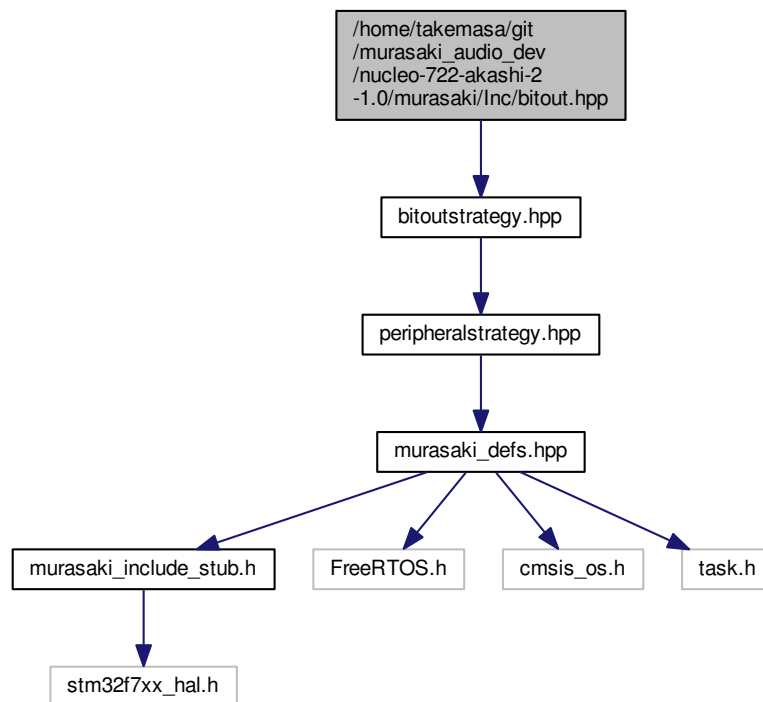 /home/takemasa/git
/murasaki_audio_dev
/nucleo-722-akashi-2
-1.0/murasaki/Inc/bitout.hpp
bitoutstrategy.hpp
peripheralstrategy.hpp
murasaki_defs.hpp
murasaki_include_stub.h
FreeRTOS.h
cmsis_os.h
task.h
stm32f7xx_hal.h